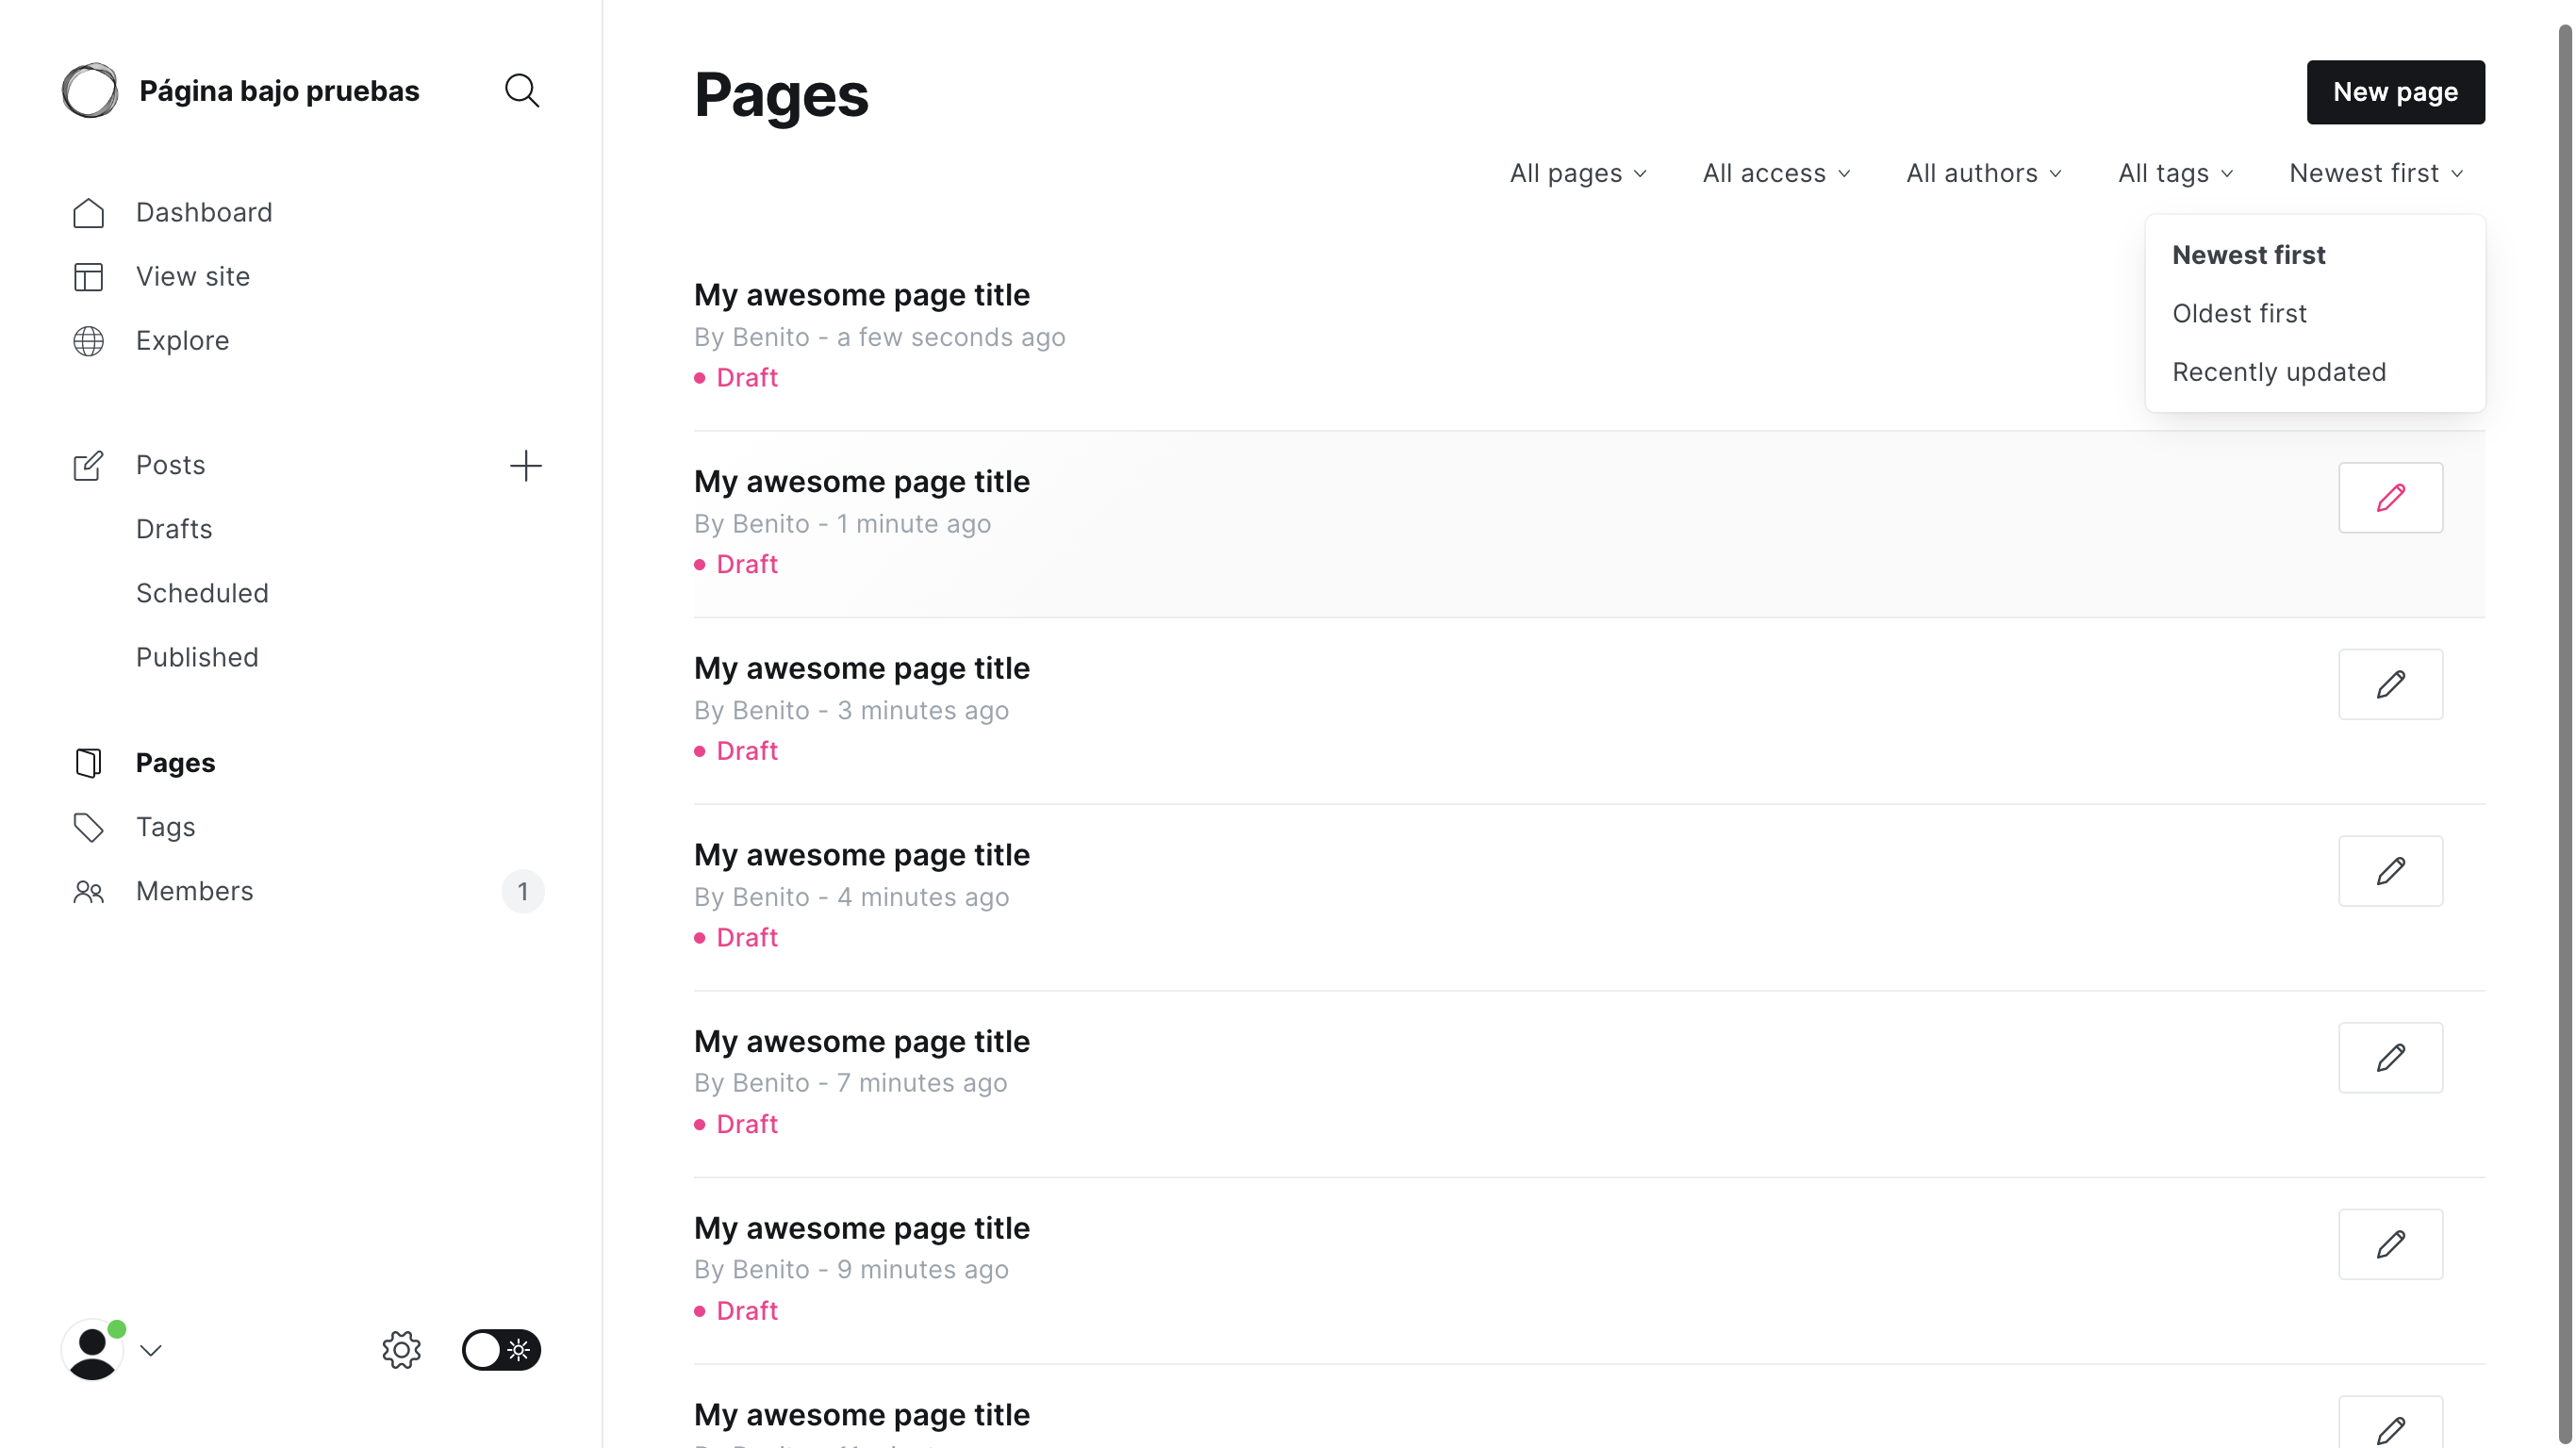 Página bajo pruebas
Dashboard
View site
Explore
Posts
Drafts
Scheduled
Published
Pages
Tags
Members
1
Pages
New page
All pages
All access
All authors
All tags
Newest first
Newest first
Oldest first
Recently updated
My awesome page title
By Benito - a few seconds ago
Draft
My awesome page title
By Benito - 1 minute ago
Draft
My awesome page title
By Benito - 3 minutes ago
Draft
My awesome page title
By Benito - 4 minutes ago
Draft
My awesome page title
By Benito - 7 minutes ago
Draft
My awesome page title
By Benito - 9 minutes ago
Draft
My awesome page title